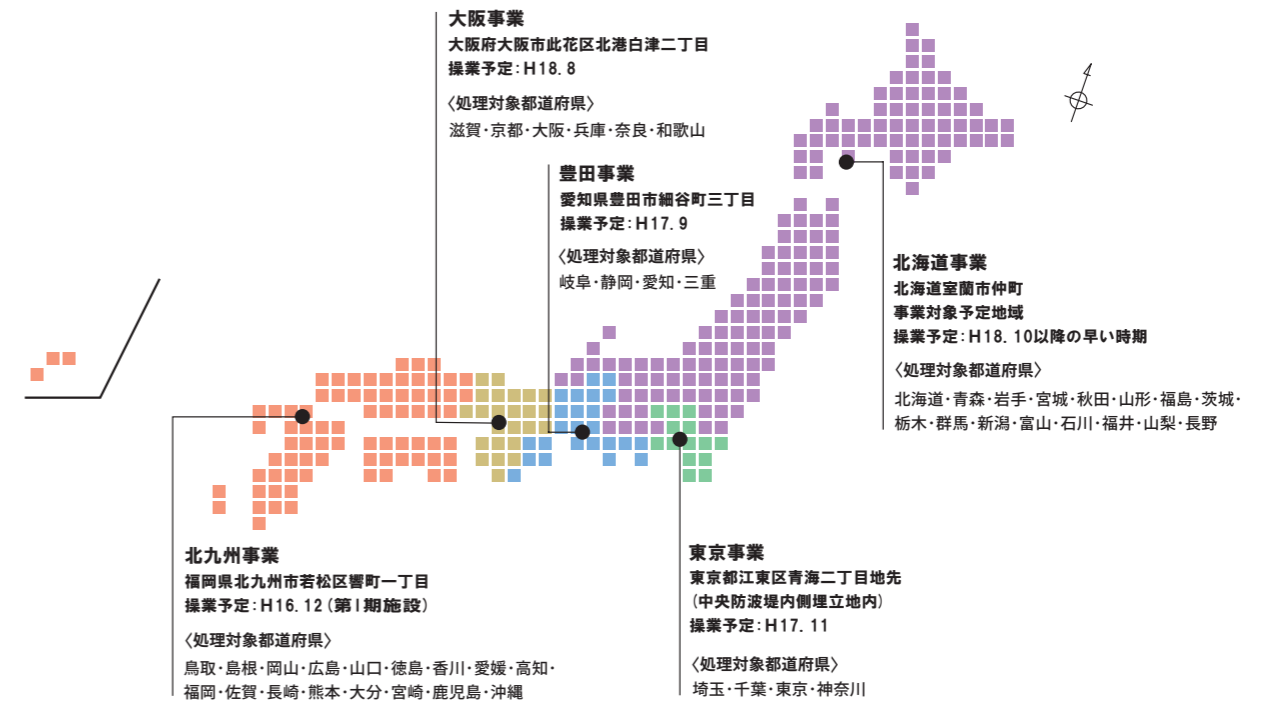 大阪事業
大阪府大阪市此花区北港白津二丁目
操業予定:H18.8
〈処理対象都道府県〉
滋賀・京都・大阪・兵庫・奈良・和歌山
豊田事業
愛知県豊田市細谷町三丁目
操業予定:H17.9
〈処理対象都道府県〉
岐阜・静岡・愛知・三重
北海道事業
北海道室蘭市仲町
事業対象予定地域
操業予定:H18.10以降の早い時期
〈処理対象都道府県〉
北海道・青森・岩手・宮城・秋田・山形・福島・茨城・
栃木・群馬・新潟・富山・石川・福井・山梨・長野
北九州事業
福岡県北九州市若松区響町一丁目
操業予定:H16.12(第Ⅰ期施設)
〈処理対象都道府県〉
鳥取・島根・岡山・広島・山口・徳島・香川・愛媛・高知・
福岡・佐賀・長崎・熊本・大分・宮崎・鹿児島・沖縄
東京事業
東京都江東区青海二丁目地先
(中央防波堤内側埋立地内)
操業予定:H17.11
〈処理対象都道府県〉
埼玉・千葉・東京・神奈川